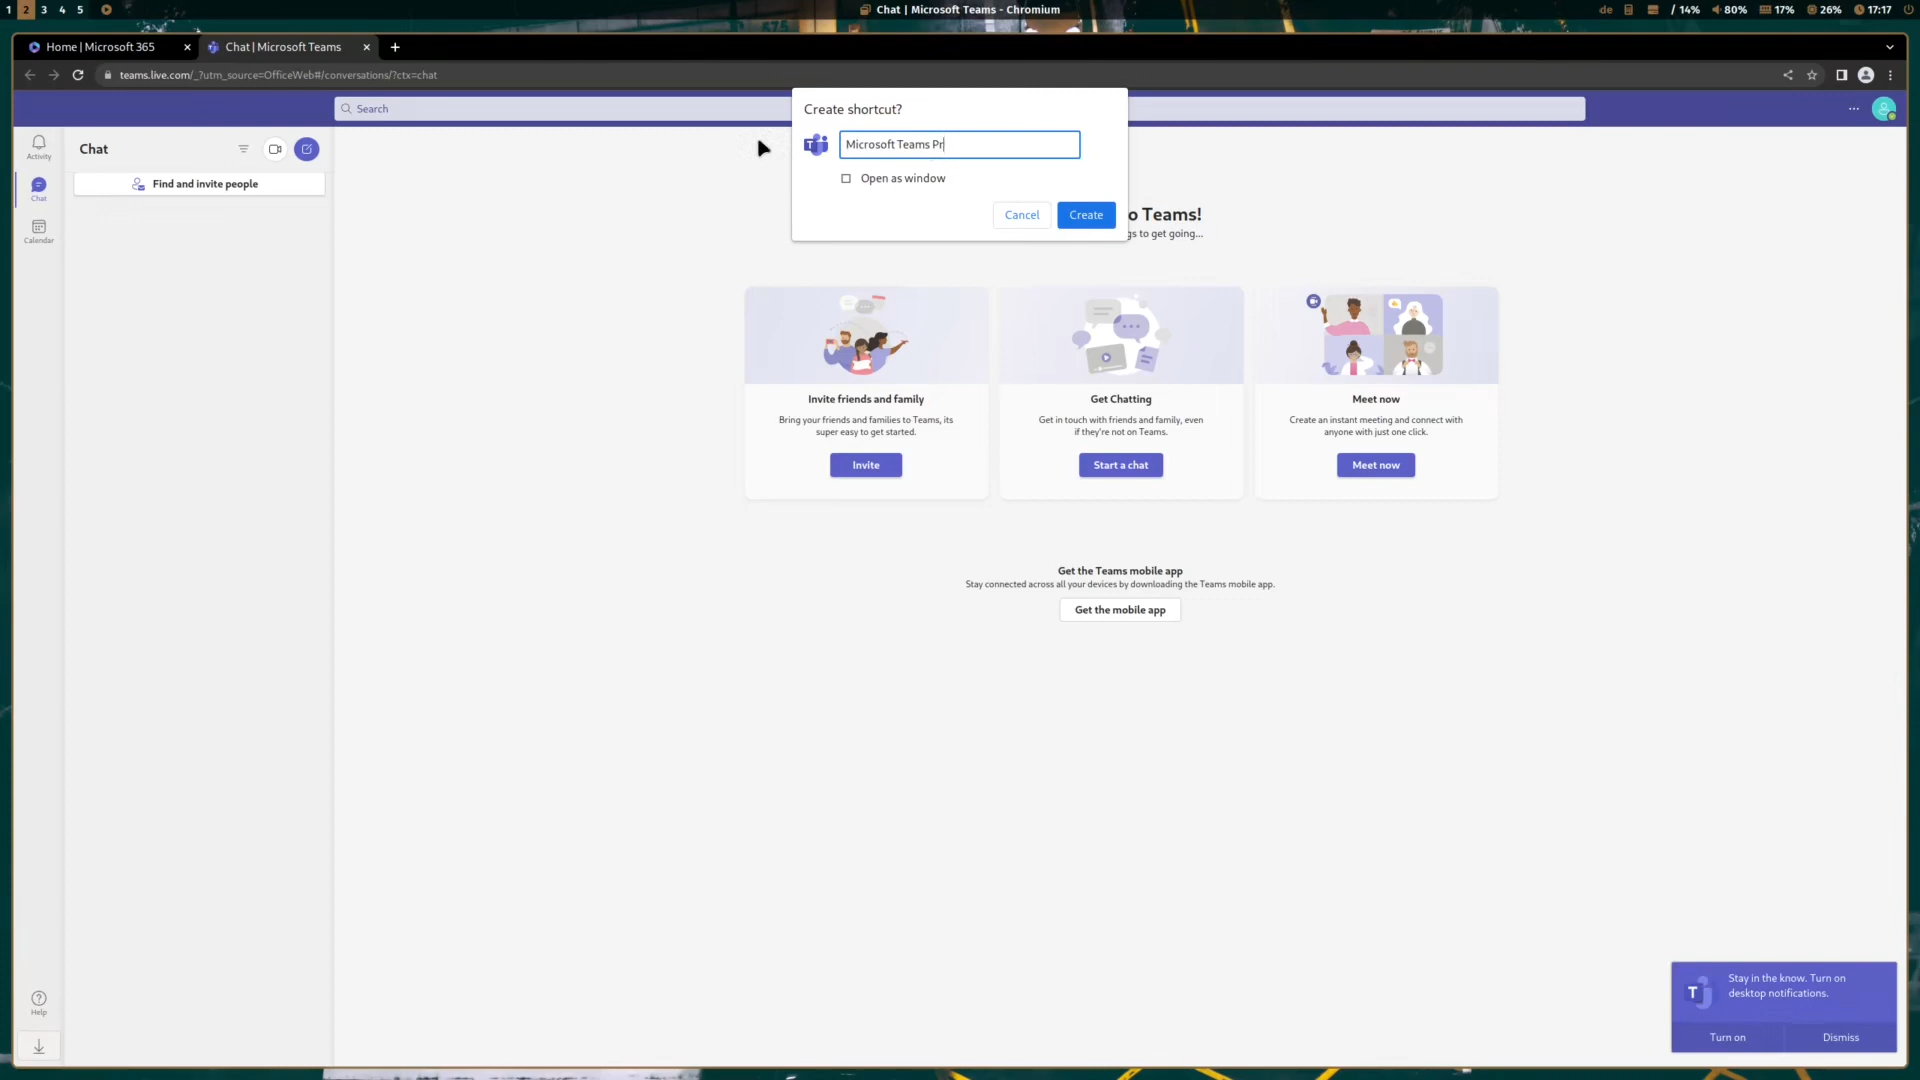 1 2 3 4 5
Chat | Microsoft Teams - Chromium
de / 14% 80% 17% 26% 17:17
Home | Microsoft 365
Chat | Microsoft Teams
teams.live.com/_?utm_source=OfficeWeb#/conversations/?ctx=chat
Search
Create shortcut?
Microsoft Teams Pr
Open as window
Cancel
Create
Activity
Chat
Calendar
Chat
Find and invite people
o Teams!
gs to get going...
Invite friends and family
Bring your friends and families to Teams, its
super easy to get started.
Invite
Get Chatting
Get in touch with friends and family, even
if they're not on Teams.
Start a chat
Meet now
Create an instant meeting and connect with
anyone with just one click.
Meet now
Get the Teams mobile app
Stay connected across all your devices by downloading the Teams mobile app.
Get the mobile app
Help
T
Stay in the know. Turn on
desktop notifications.
Turn on
Dismiss